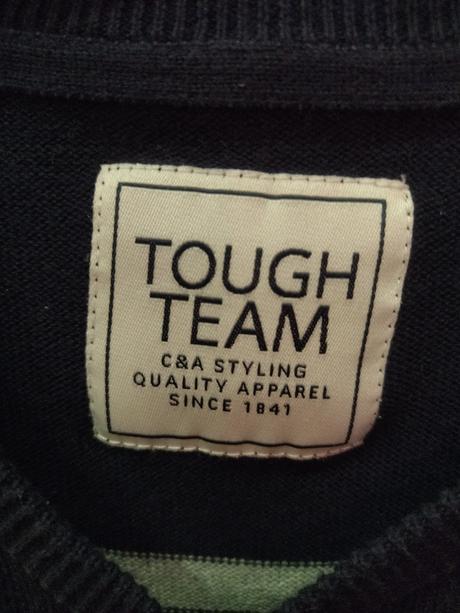 TOUGH
TEAM
C&A STYLING
QUALITY APPAREL
SINCE 1841